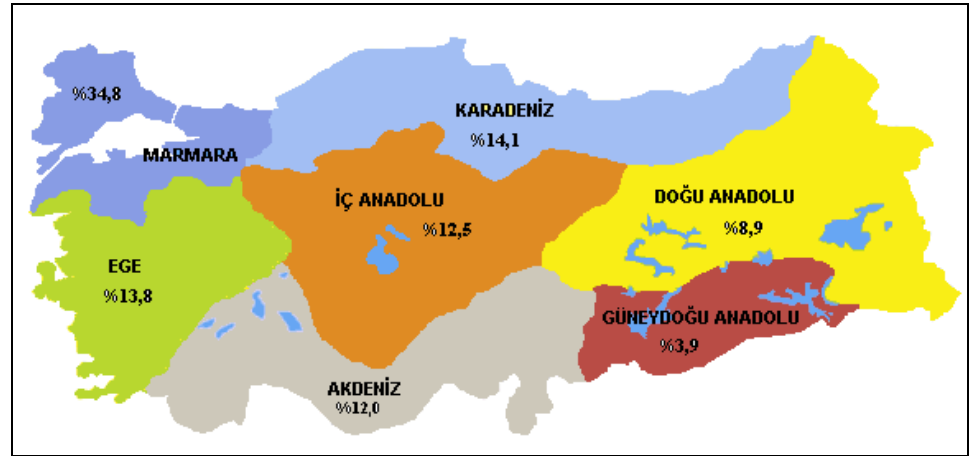 %34,8
MARMARA
KARADENİZ
%14,1
İÇ ANADOLU
%12,5
DOĞU ANADOLU
%8,9
EGE
%13,8
GÜNEYDOĞU ANADOLU
%3,9
AKDENİZ
%12,0